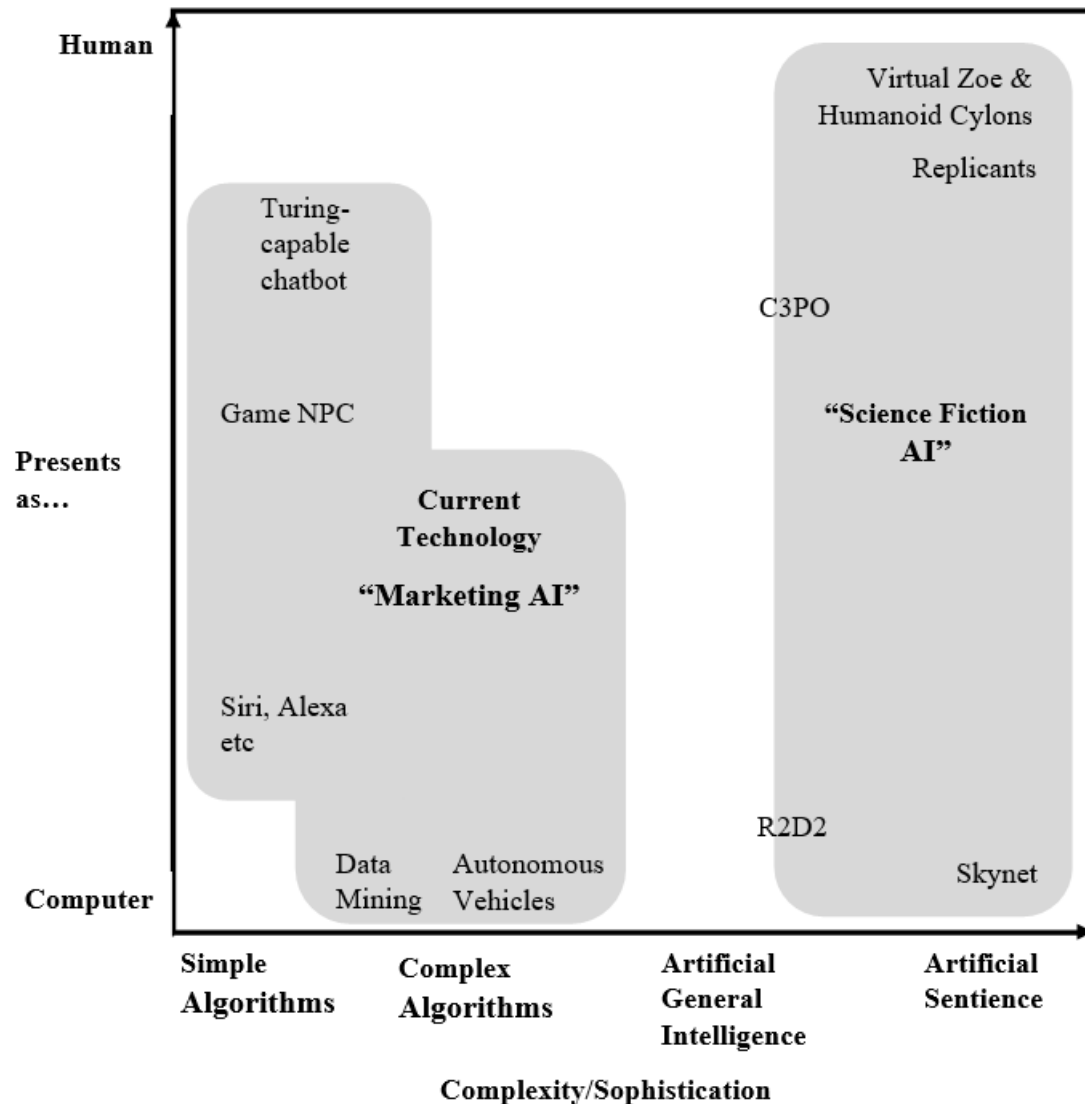 Human
Virtual Zoe &
Humanoid Cylons
Replicants
Turing-
capable
chatbot
C3PO
Game NPC
“Science Fiction
AI”
Presents
as…
Current
Technology
“Marketing AI”
Siri, Alexa
etc
R2D2
Data
Mining
Autonomous
Vehicles
Skynet
Computer
Simple
Algorithms
Complex
Algorithms
Artificial
General
Intelligence
Artificial
Sentience
Complexity/Sophistication